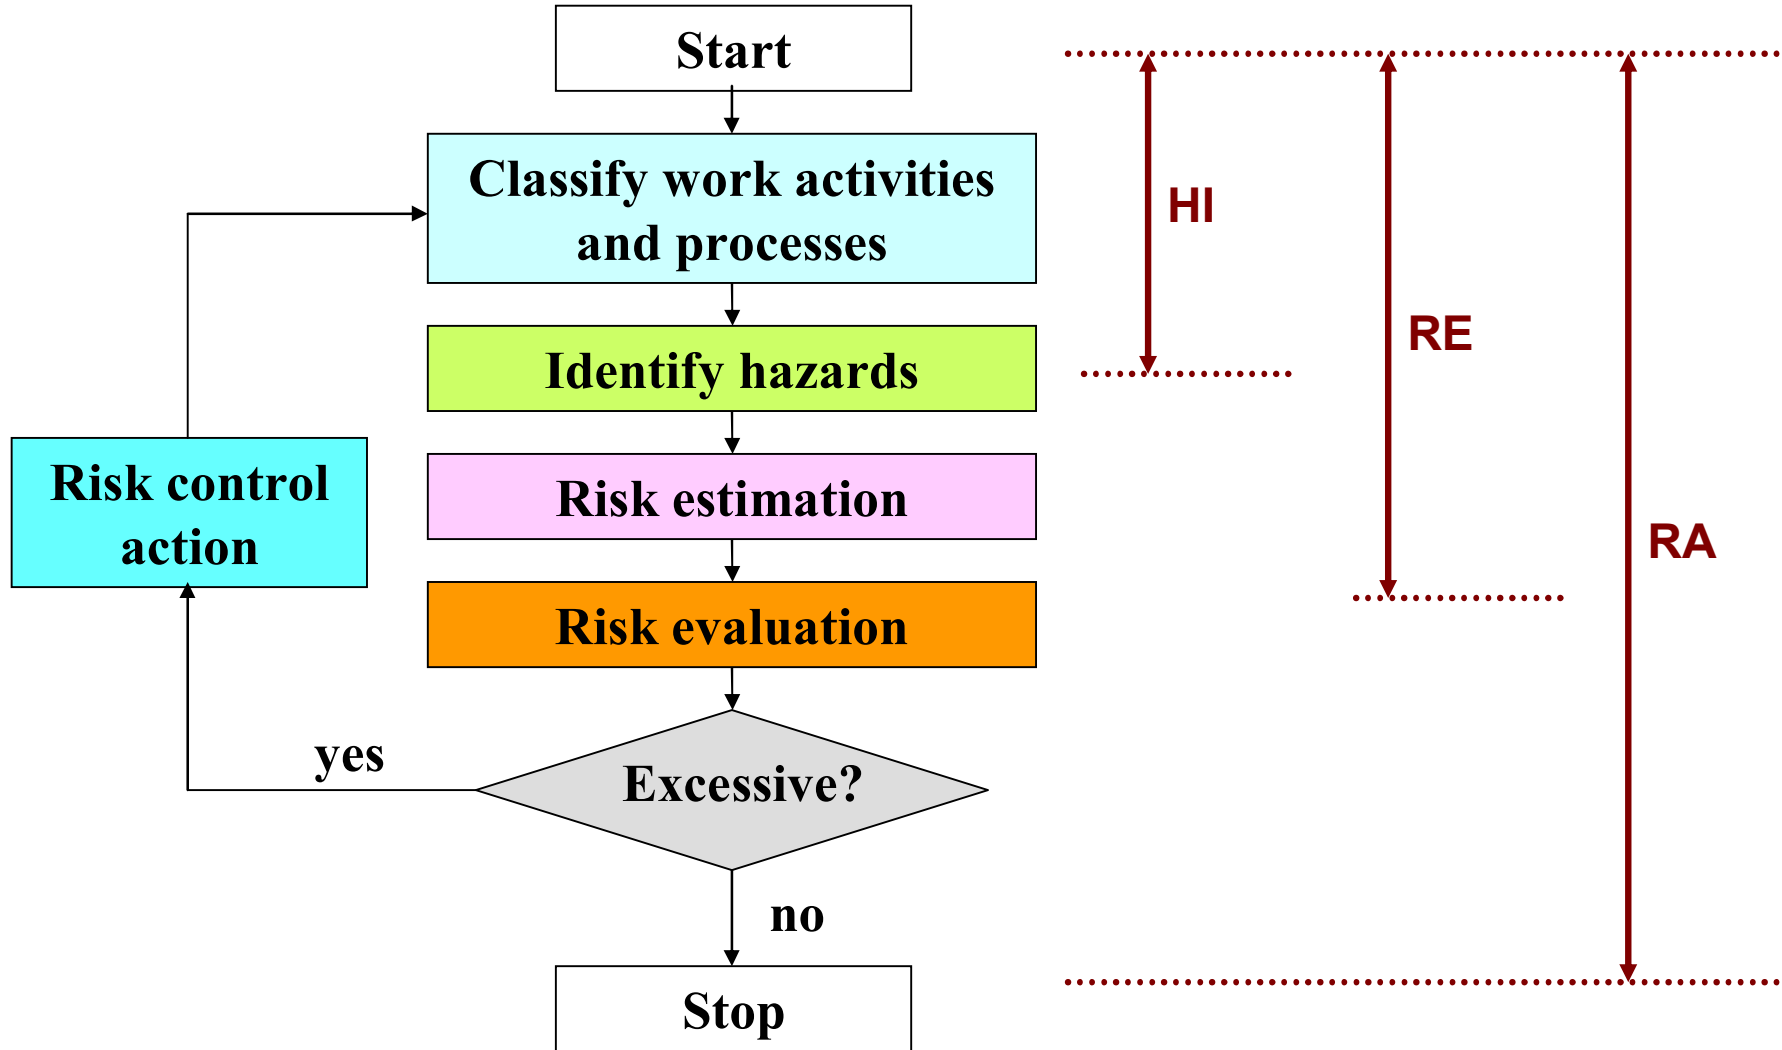 Start
Classify work activities
and processes
HI
Identify hazards
RE
Risk control
action
Risk estimation
RA
Risk evaluation
yes
Excessive?
no
Stop